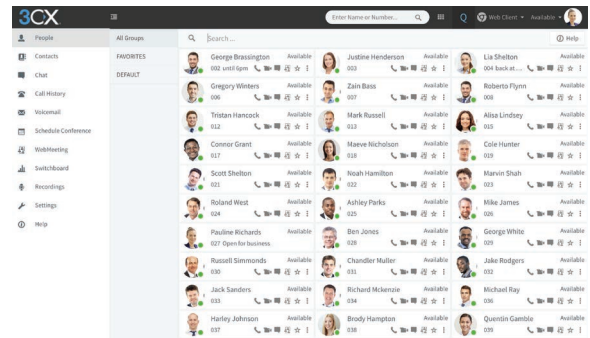 3CX
Enter Name or Number...
Q
Web Client
Available
People
Contacts
Chat
Call History
Voicemail
Schedule Conference
WebMeeting
Switchboard
Recordings
Settings
Help
All Groups
FAVORITES
DEFAULT
Search...
Help
George Brassington Available
002 until 6pm
Justine Henderson Available
003
Lia Shelton Available
004 back at...
Gregory Winters Available
006
Zain Bass Available
007
Roberto Flynn Available
008
Tristan Hancock Available
012
Mark Russell Available
013
Alisa Lindsey Available
015
Connor Grant Available
017
Maeve Nicholson Available
018
Cole Hunter Available
019
Scott Shelton Available
021
Noah Hamilton Available
022
Marvin Shah Available
023
Roland West Available
024
Ashley Parks Available
025
Mike James Available
026
Pauline Richards Available
027 Open for business
Ben Jones Available
028
George White Available
029
Russell Simmonds Available
030
Chandler Muller Available
031
Jake Rodgers Available
032
Jack Sanders Available
033
Richard Mckenzie Available
034
Michael Ray Available
036
Harley Johnson Available
037
Brody Hampton Available
038
Quentin Gamble Available
039